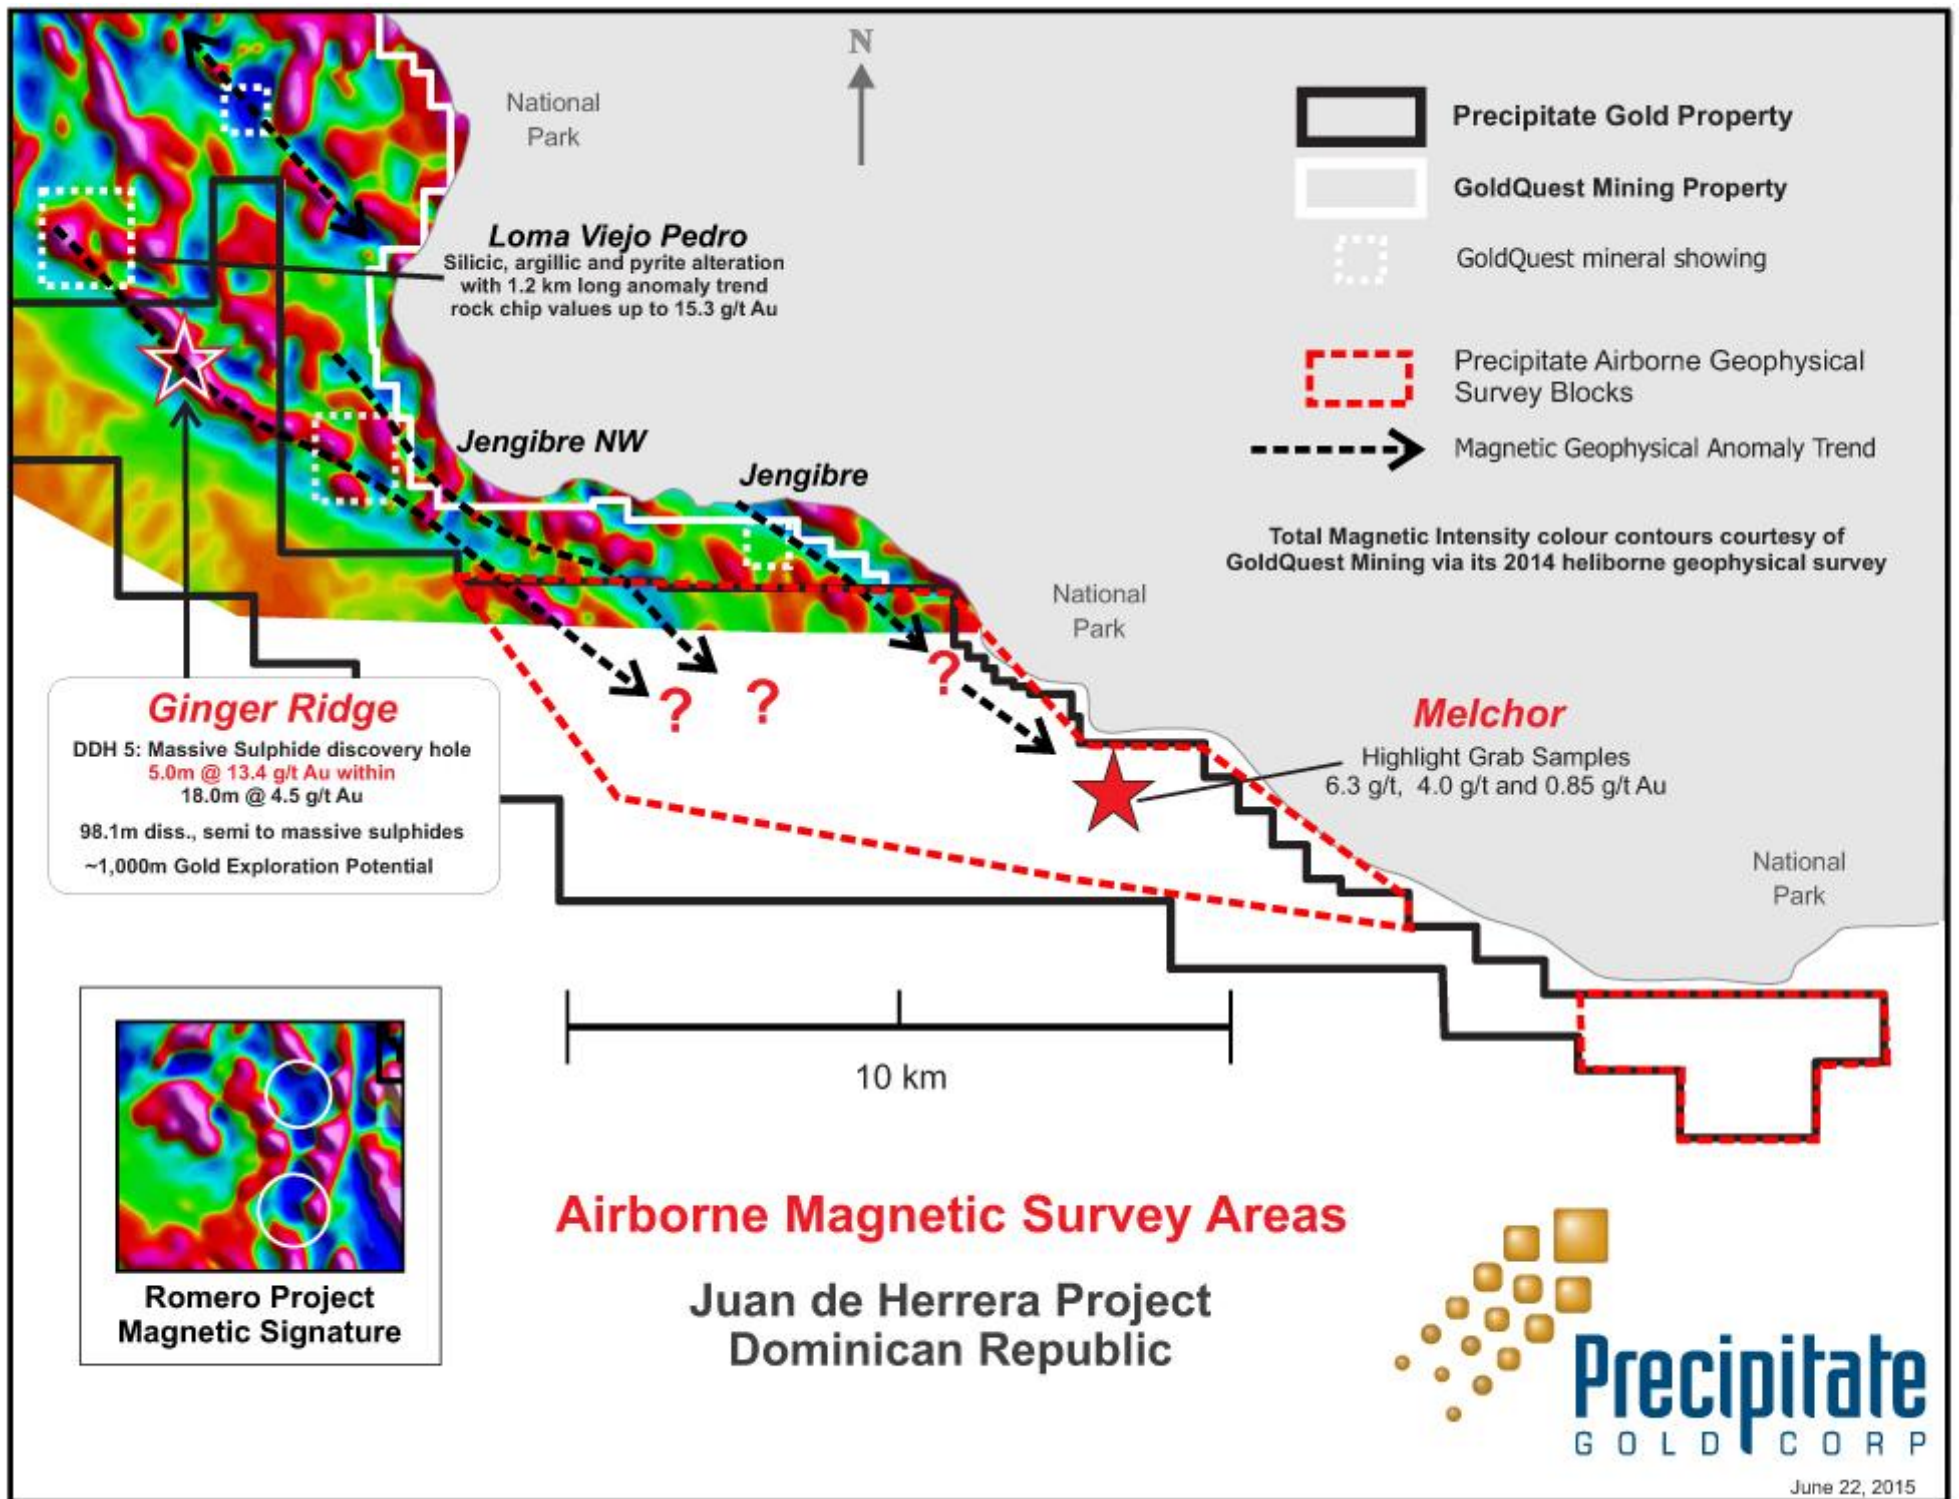 N
National
Park
Precipitate Gold Property
GoldQuest Mining Property
GoldQuest mineral showing
Precipitate Airborne Geophysical
Survey Blocks
Magnetic Geophysical Anomaly Trend
Total Magnetic Intensity colour contours courtesy of
GoldQuest Mining via its 2014 heliborne geophysical survey
Loma Viejo Pedro
Silicic, argillic and pyrite alteration
with 1.2 km long anomaly trend
rock chip values up to 15.3 g/t Au
Jengibre NW
Jengibre
National
Park
? ? ?
Ginger Ridge
DDH 5: Massive Sulphide discovery hole
5.0m @ 13.4 g/t Au within
18.0m @ 4.5 g/t Au
98.1m diss., semi to massive sulphides
~1,000m Gold Exploration Potential
Melchor
Highlight Grab Samples
6.3 g/t, 4.0 g/t and 0.85 g/t Au
National
Park
10 km
Romero Project
Magnetic Signature
Airborne Magnetic Survey Areas
Juan de Herrera Project
Dominican Republic
Precipitate
GOLD CORP
June 22, 2015